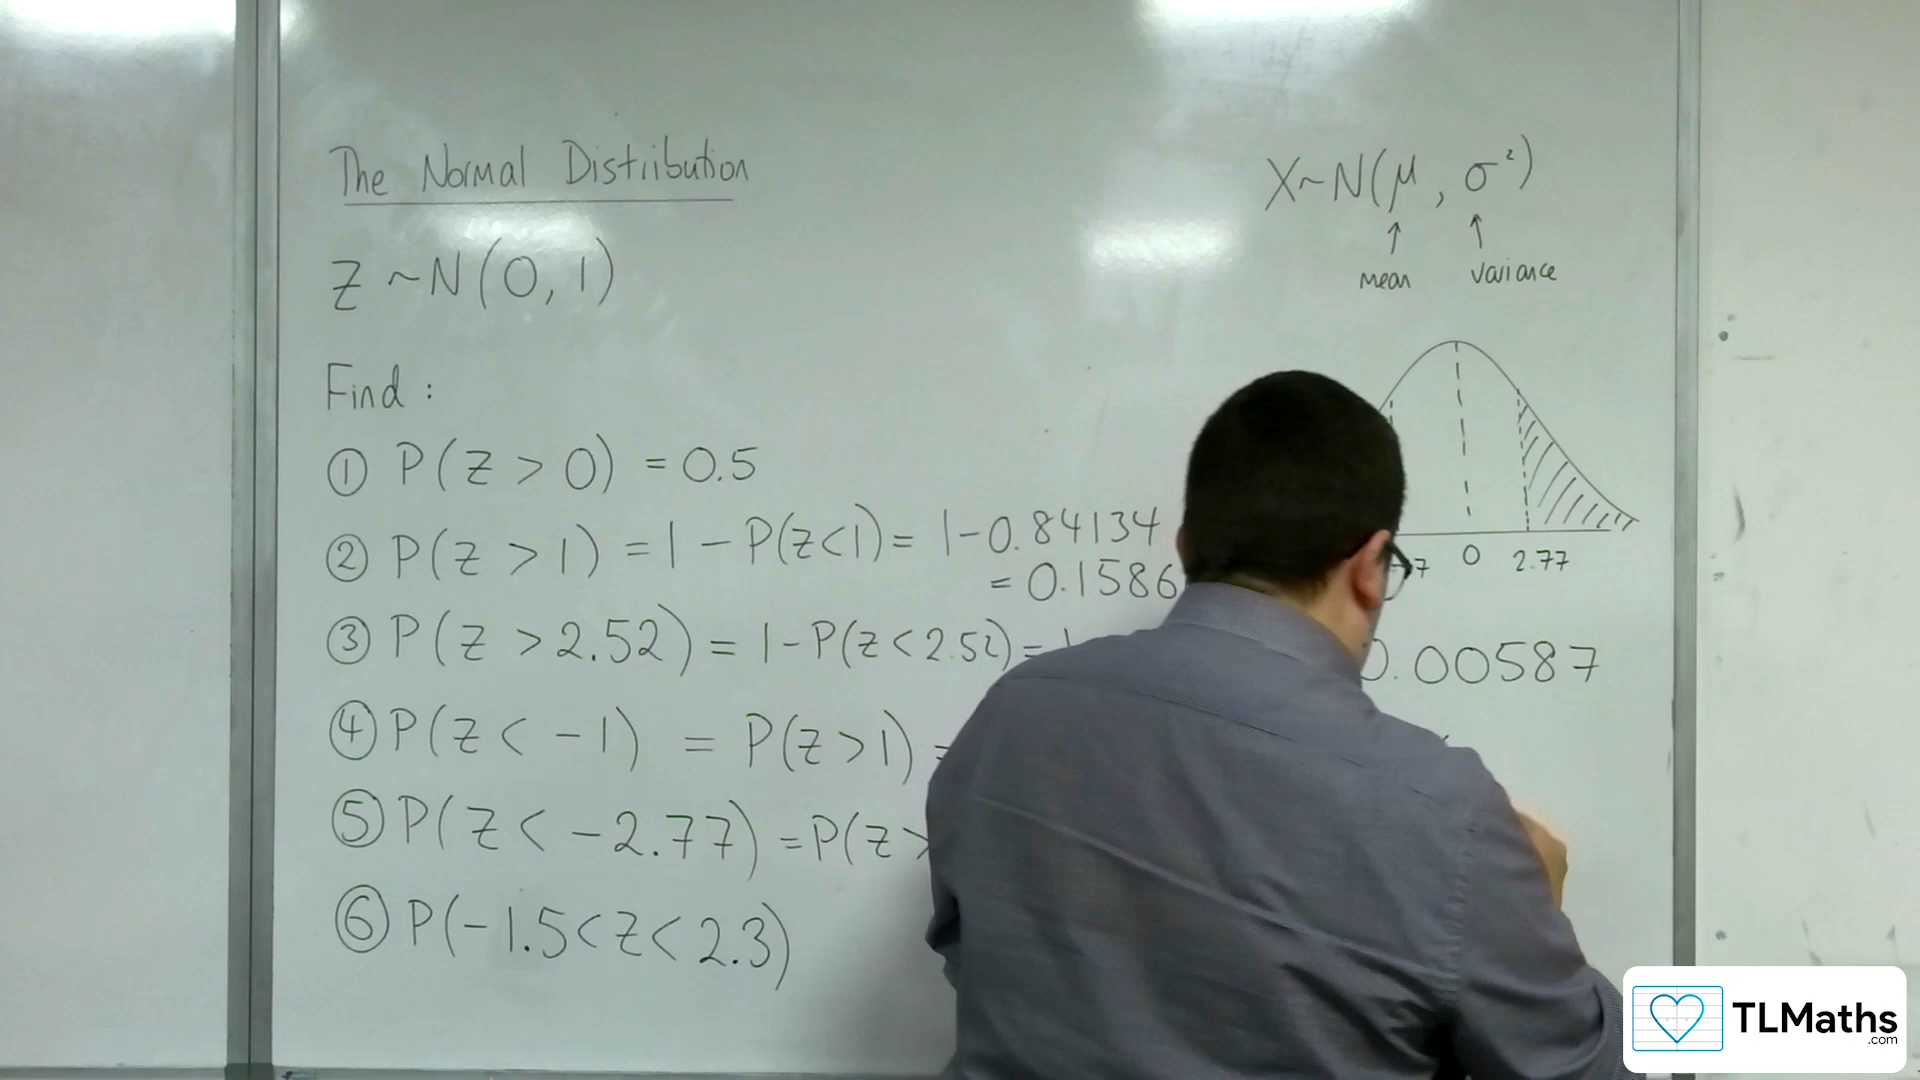 The Normal Distribution
X~N(μ, σ²)
mean
variance
Z ~ N(0, 1)
Find :
① P(Z > 0) = 0.5
② P(Z > 1) = 1 - P(Z<1) = 1-0.84134
= 0.1586
0
2.77
③ P(Z > 2.52) = 1-P(Z < 2.52) =
0.00587
④ P(Z < -1) = P(Z > 1) =
⑤ P(Z < -2.77) = P(Z >
⑥ P(-1.5 < Z < 2.3)
TLMaths
.com